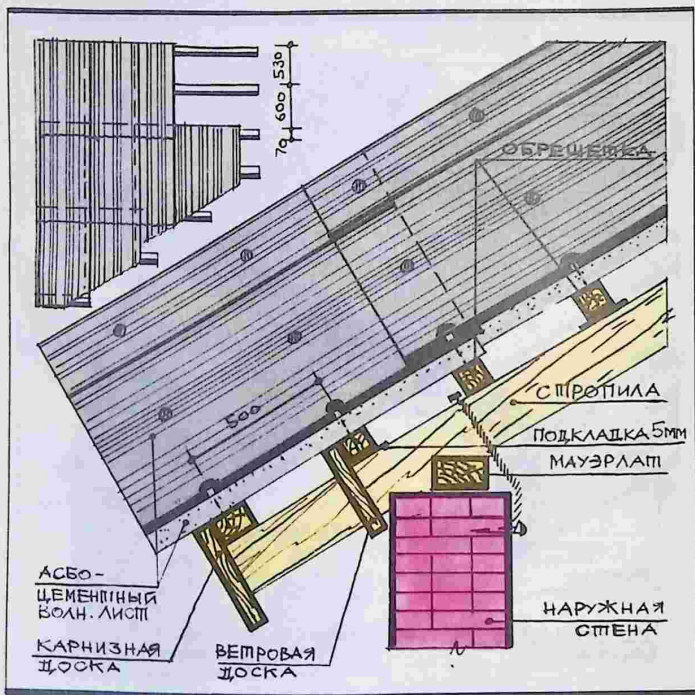 530
600
70
ОБРЕШЕТКА
500
СТРОПИЛА
ПОДКЛАДКА 5ММ
МАУЭРЛАТ
АСБО-
ЦЕМЕНТНЫЙ
ВОЛН. ЛИСТ
КАРНИЗНАЯ
ДОСКА
ВЕТРОВАЯ
ДОСКА
НАРУЖНАЯ
СТЕНА